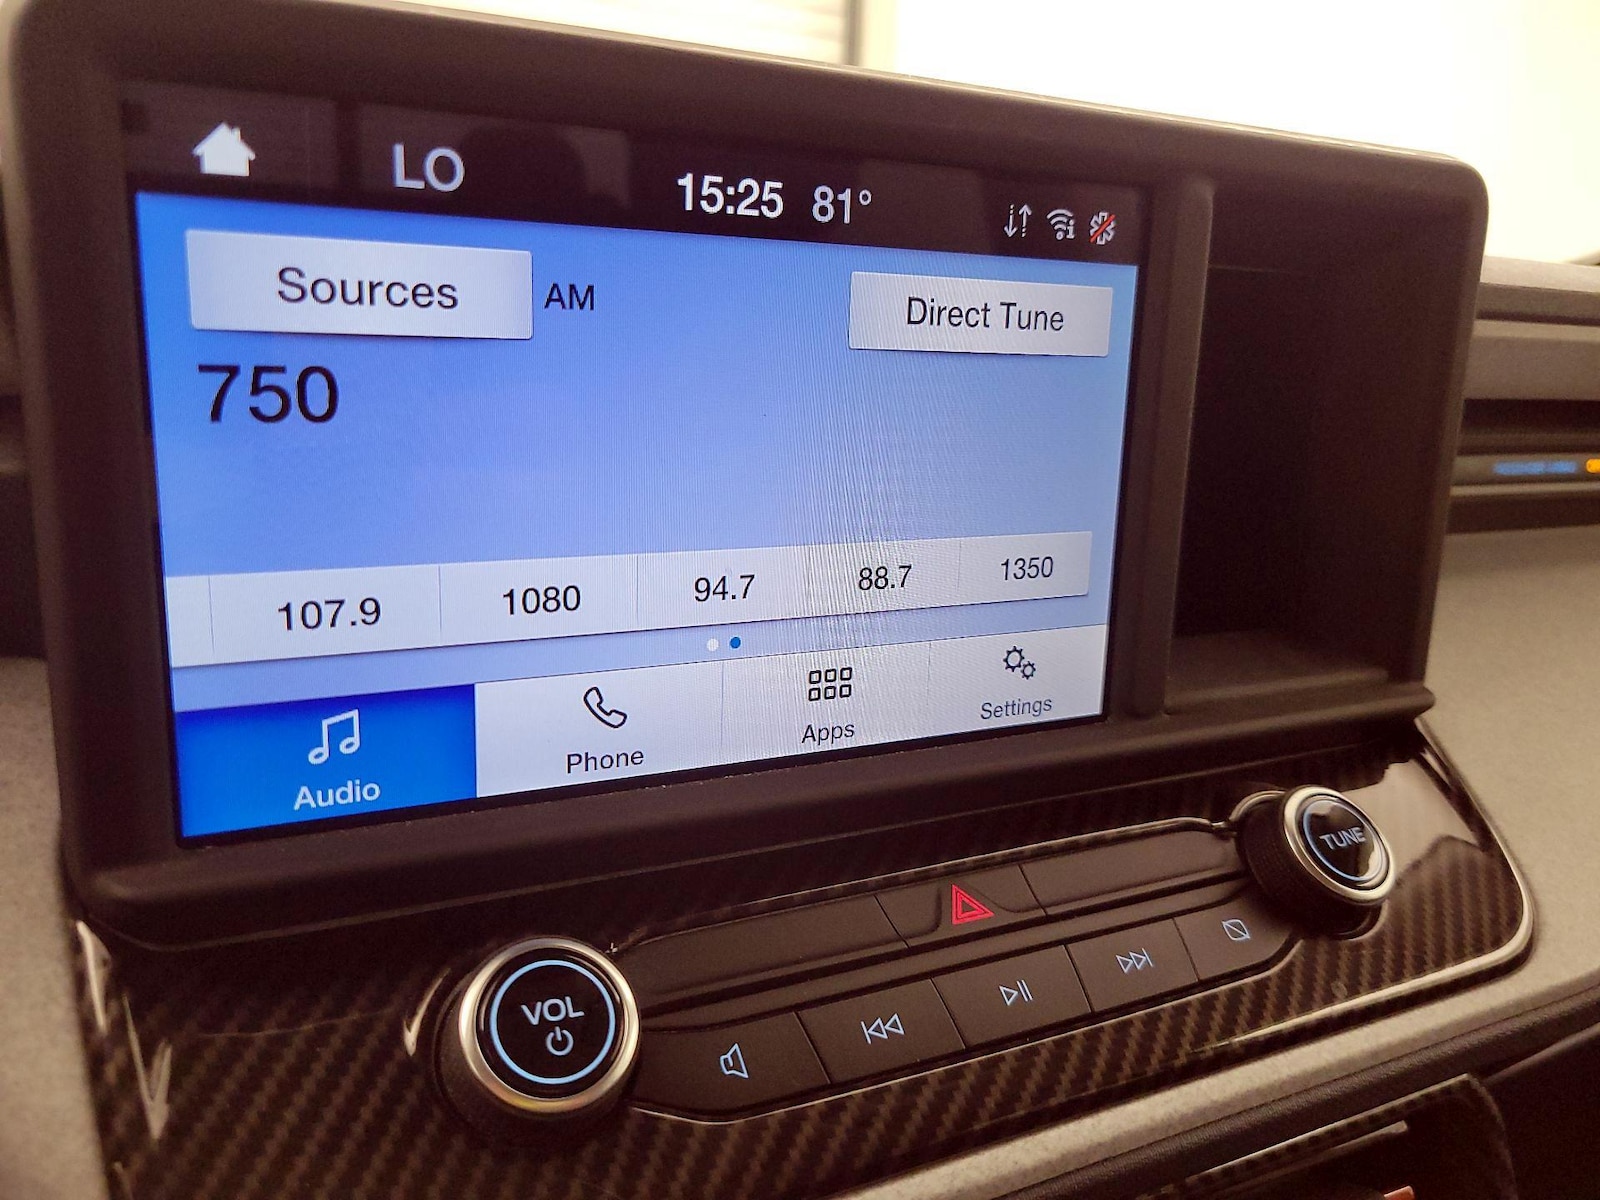 LO
15:25 81°
Sources AM Direct Tune
750
107.9 1080 94.7 88.7 1350
Audio Phone Apps Settings
TUNE
VOL